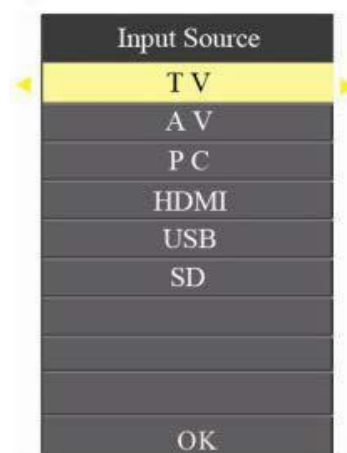 Input Source
T V
A V
P C
HDMI
USB
SD
OK